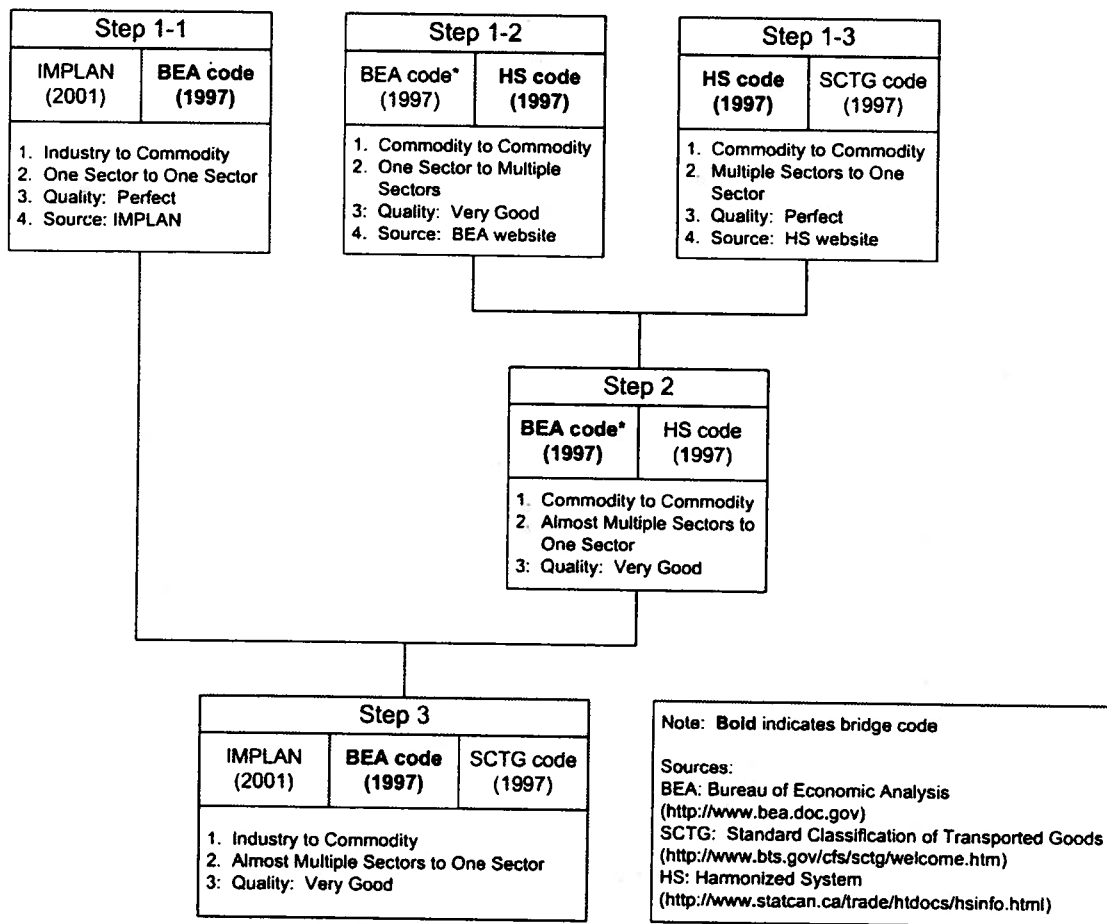 Step 1-1
IMPLAN
(2001)
BEA code
(1997)
1. Industry to Commodity
2. One Sector to One Sector
3. Quality: Perfect
4. Source: IMPLAN
Step 1-2
BEA code*
(1997)
HS code
(1997)
1. Commodity to Commodity
2. One Sector to Multiple
Sectors
3: Quality: Very Good
4. Source: BEA website
Step 1-3
HS code
(1997)
SCTG code
(1997)
1. Commodity to Commodity
2. Multiple Sectors to One
Sector
3. Quality: Perfect
4. Source: HS website
Step 2
BEA code*
(1997)
HS code
(1997)
1. Commodity to Commodity
2. Almost Multiple Sectors to
One Sector
3: Quality: Very Good
Step 3
IMPLAN
(2001)
BEA code
(1997)
SCTG code
(1997)
1. Industry to Commodity
2. Almost Multiple Sectors to One Sector
3: Quality: Very Good
Note: Bold indicates bridge code
Sources:
BEA: Bureau of Economic Analysis
(http://www.bea.doc.gov)
SCTG: Standard Classification of Transported Goods
(http://www.bts.gov/cfs/sctg/welcome.htm)
HS: Harmonized System
(http://www.statcan.ca/trade/htdocs/hsinfo.html)